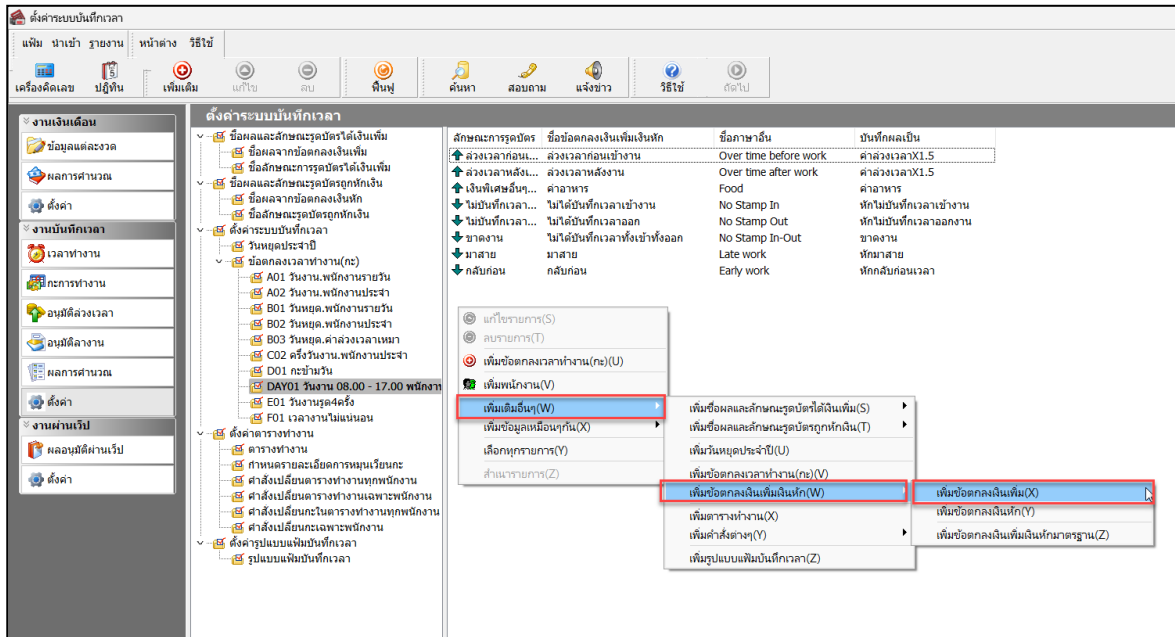 ตั้งค่าระบบบันทึกเวลา
แฟ้ม นำเข้า รายงาน หน้าต่าง วิธีใช้
เครื่องคิดเลข ปฏิทิน เพิ่มเติม แก้ไข ลบ ฟื้นฟู ค้นหา สอบถาม แจ้งข่าว วิธีใช้ ถัดไป
งานเงินเดือน
ข้อมูลแต่ละงวด
ผลการคำนวณ
ตั้งค่า
งานบันทึกเวลา
เวลาทำงาน
กะการทำงาน
อนุมัติล่วงเวลา
อนุมัติลางาน
ผลการคำนวณ
ตั้งค่า
งานผ่านเว็ป
ผลอนุมัติผ่านเว็ป
ตั้งค่า
ตั้งค่าระบบบันทึกเวลา
ชื่อผลและลักษณะรูดบัตรได้เงินเพิ่ม
ชื่อผลจากข้อตกลงเงินเพิ่ม
ชื่อลักษณะการรูดบัตรได้เงินเพิ่ม
ชื่อผลและลักษณะรูดบัตรถูกหักเงิน
ชื่อผลจากข้อตกลงเงินหัก
ชื่อลักษณะรูดบัตรถูกหักเงิน
ตั้งค่าระบบบันทึกเวลา
วันหยุดประจำปี
ข้อตกลงเวลาทำงาน(กะ)
A01 วันงาน.พนักงานรายวัน
A02 วันงาน.พนักงานประจำ
B01 วันหยุด.พนักงานรายวัน
B02 วันหยุด.พนักงานประจำ
B03 วันหยุด.ค่าล่วงเวลาเหมา
C02 ครึ่งวันงาน.พนักงานประจำ
D01 กะข้ามวัน
DAY01 วันงาน 08.00 - 17.00 พนักงา
E01 วันงานรูด4ครั้ง
F01 เวลางานไม่แน่นอน
ตั้งค่าตารางทำงาน
ตารางทำงาน
กำหนดรายละเอียดการหมุนเวียนกะ
คำสั่งเปลี่ยนตารางทำงานทุกพนักงาน
คำสั่งเปลี่ยนตารางทำงานเฉพาะพนักงาน
คำสั่งเปลี่ยนกะในตารางทำงานทุกพนักงาน
คำสั่งเปลี่ยนกะเฉพาะพนักงาน
ตั้งค่ารูปแบบแฟ้มบันทึกเวลา
รูปแบบแฟ้มบันทึกเวลา
ลักษณะการรูดบัตร ชื่อข้อตกลงเงินเพิ่มเงินหัก ชื่อภาษาอื่น บันทึกผลเป็น
ล่วงเวลาก่อนเ... ล่วงเวลาก่อนเข้างาน Over time before work ค่าล่วงเวลาX1.5
ล่วงเวลาหลังเ... ล่วงเวลาหลังงาน Over time after work ค่าล่วงเวลาX1.5
เงินพิเศษอื่นๆ... ค่าอาหาร Food ค่าอาหาร
ไม่บันทึกเวลา... ไม่ได้บันทึกเวลาเข้างาน No Stamp In หักไม่บันทึกเวลาเข้างาน
ไม่บันทึกเวลา... ไม่ได้บันทึกเวลาออก No Stamp Out หักไม่บันทึกเวลาออกงาน
ขาดงาน ไม่ได้บันทึกเวลาทั้งเข้าทั้งออก No Stamp In-Out ขาดงาน
มาสาย มาสาย Late work หักมาสาย
กลับก่อน กลับก่อน Early work หักกลับก่อนเวลา
แก้ไขรายการ(S)
ลบรายการ(T)
เพิ่มข้อตกลงเวลาทำงาน(กะ)(U)
เพิ่มพนักงาน(V)
เพิ่มเติมอื่นๆ(W)
เพิ่มข้อมูลเหมือนๆกัน(X)
เลือกทุกรายการ(Y)
สำเนารายการ(Z)
เพิ่มชื่อผลและลักษณะรูดบัตรได้เงินเพิ่ม(S)
เพิ่มชื่อผลและลักษณะรูดบัตรถูกหักเงิน(T)
เพิ่มวันหยุดประจำปี(U)
เพิ่มข้อตกลงเวลาทำงาน(กะ)(V)
เพิ่มข้อตกลงเงินเพิ่มเงินหัก(W)
เพิ่มตารางทำงาน(X)
เพิ่มคำสั่งต่างๆ(Y)
เพิ่มรูปแบบแฟ้มบันทึกเวลา(Z)
เพิ่มข้อตกลงเงินเพิ่ม(X)
เพิ่มข้อตกลงเงินหัก(Y)
เพิ่มข้อตกลงเงินเพิ่มเงินหักมาตรฐาน(Z)